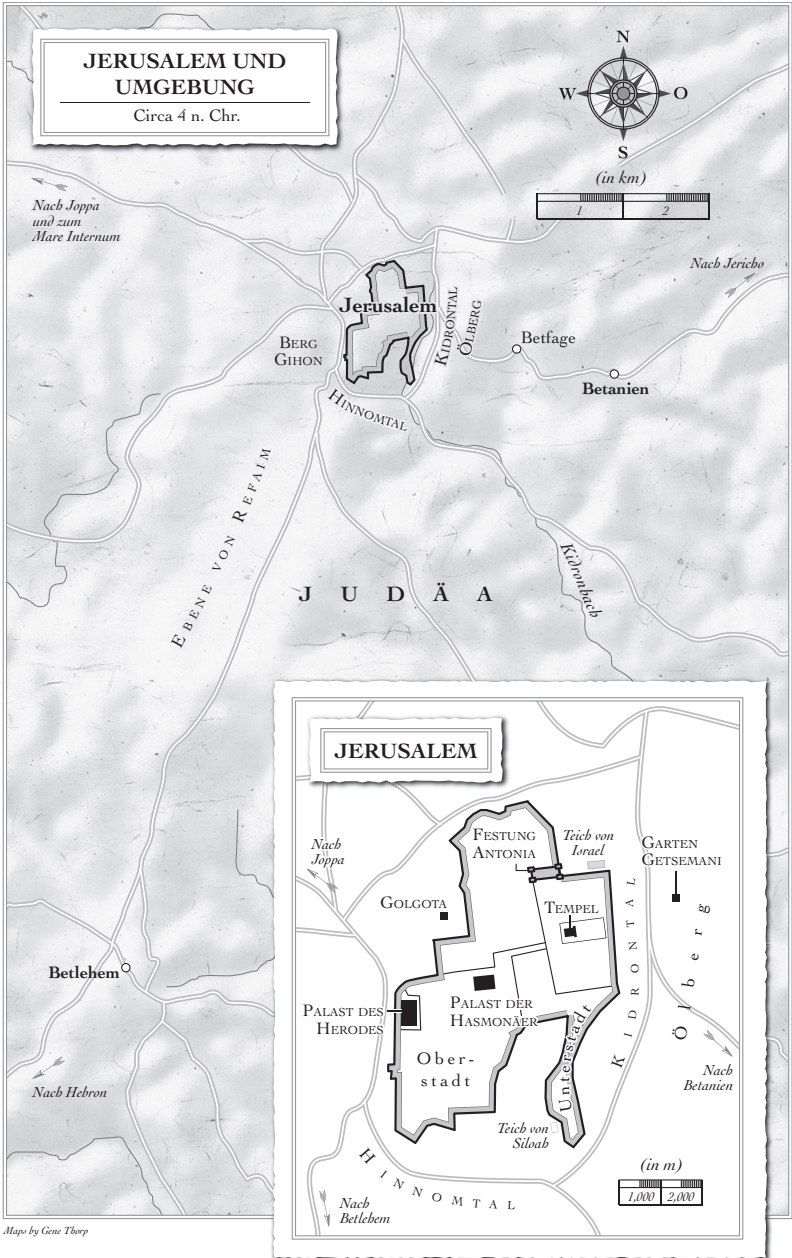 JERUSALEM UND
UMGEBUNG
Circa 4 n. Chr.
N
W
O
S
(in km)
1 2
Nach Joppa
und zum
Mare Internum
Nach Jericho
Jerusalem
KIDRONTAL
ÖLBERG
Betfage
BERG
GIHON
Betanien
HINNOMTAL
EBENE VON REFAIM
Kidronbach
JUDÄA
Betlehem
Nach Hebron
JERUSALEM
FESTUNG
ANTONIA
Teich von
Israel
GARTEN
GETSEMANI
Nach
Joppa
GOLGOTA
TEMPEL
KIDRONTAL
Ölberg
PALAST DES
HERODES
PALAST DER
HASMONÄER
Ober-
stadt
Unterstadt
Nach
Betanien
Teich von
Siloah
HINNOMTAL
Nach
Betlehem
(in m)
1,000 2,000
Maps by Gene Thorp